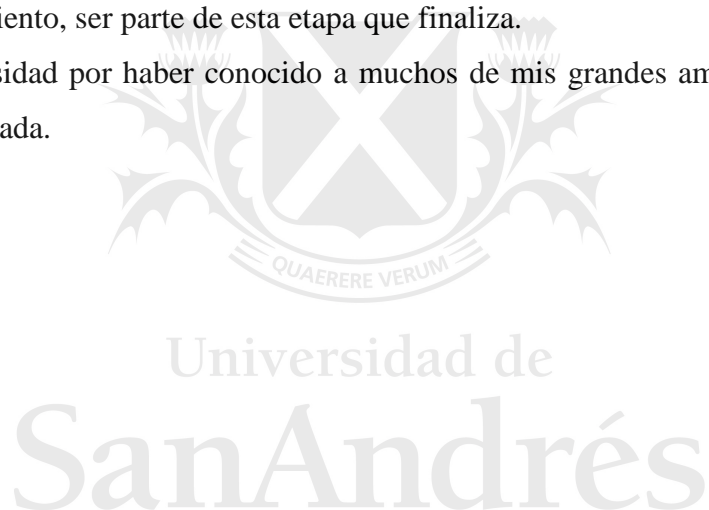 iento, ser parte de esta etapa que finaliza.
sidad por haber conocido a muchos de mis grandes am
ada.
QUAERERE VERUM
Universidad de
SanAndrés